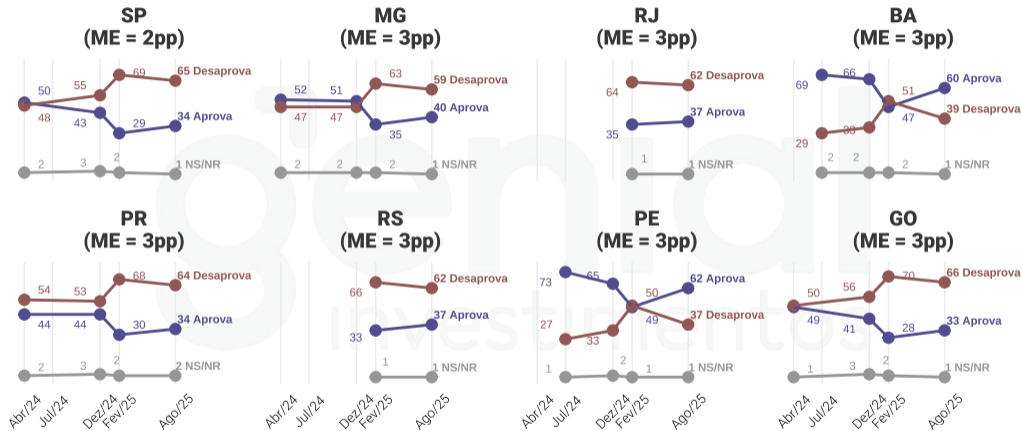 SP
(ME = 2pp)
50
48
55
43
69
29
65 Desaprova
34 Aprova
2
3
2
1 NS/NR
MG
(ME = 3pp)
52
47
51
47
63
35
59 Desaprova
40 Aprova
2
2
2
1 NS/NR
RJ
(ME = 3pp)
64
35
62 Desaprova
37 Aprova
1
1 NS/NR
BA
(ME = 3pp)
69
29
66
33
51
47
60 Aprova
39 Desaprova
2
2
2
1 NS/NR
PR
(ME = 3pp)
54
44
53
44
68
30
64 Desaprova
34 Aprova
2
3
2
2 NS/NR
RS
(ME = 3pp)
66
33
62 Desaprova
37 Aprova
1
1 NS/NR
PE
(ME = 3pp)
73
27
65
33
50
49
62 Aprova
37 Desaprova
1
2
1
1 NS/NR
GO
(ME = 3pp)
50
49
56
41
70
28
66 Desaprova
33 Aprova
1
3
2
1 NS/NR
Abr/24
Jul/24
Dez/24
Fev/25
Ago/25
Abr/24
Jul/24
Dez/24
Fev/25
Ago/25
Abr/24
Jul/24
Dez/24
Fev/25
Ago/25
Abr/24
Jul/24
Dez/24
Fev/25
Ago/25
genial
investimentos